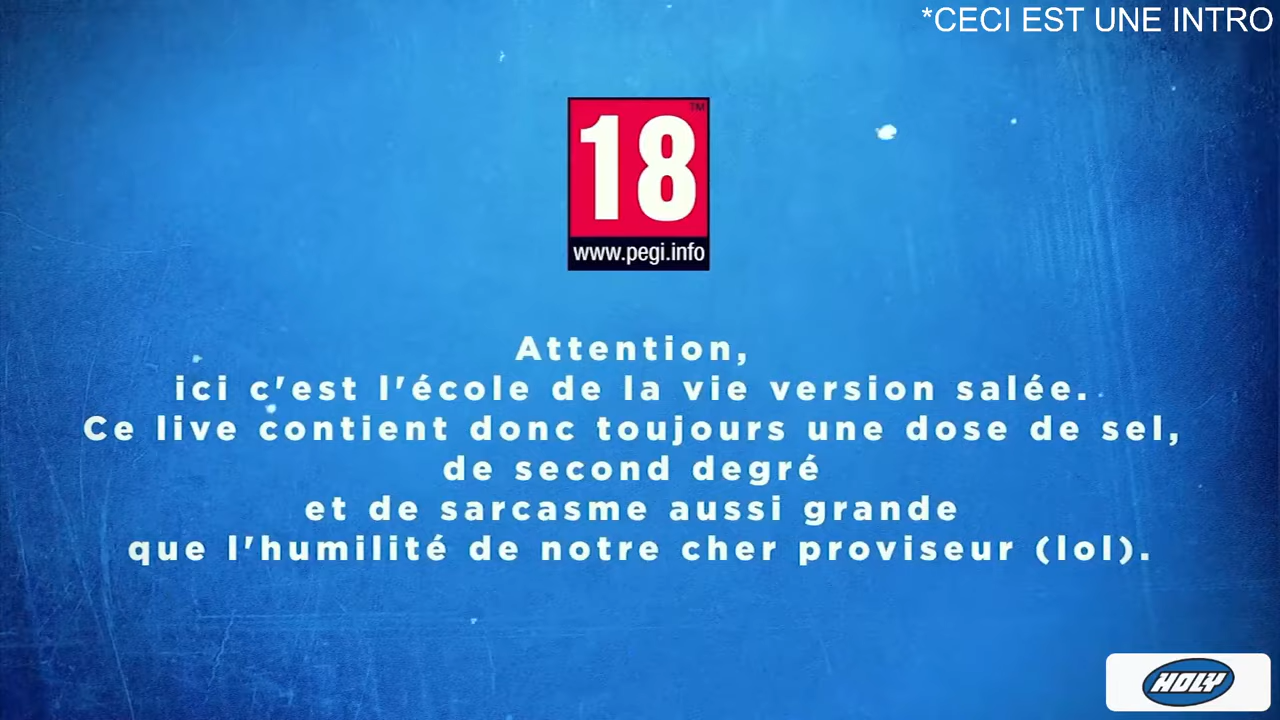 *CECI EST UNE INTRO
TM
18
www.pegi.info
Attention,
ici c'est l'école de la vie version salée.
Ce live contient donc toujours une dose de sel,
de second degré
et de sarcasme aussi grande
que l'humilité de notre cher proviseur (lol).
HOLY